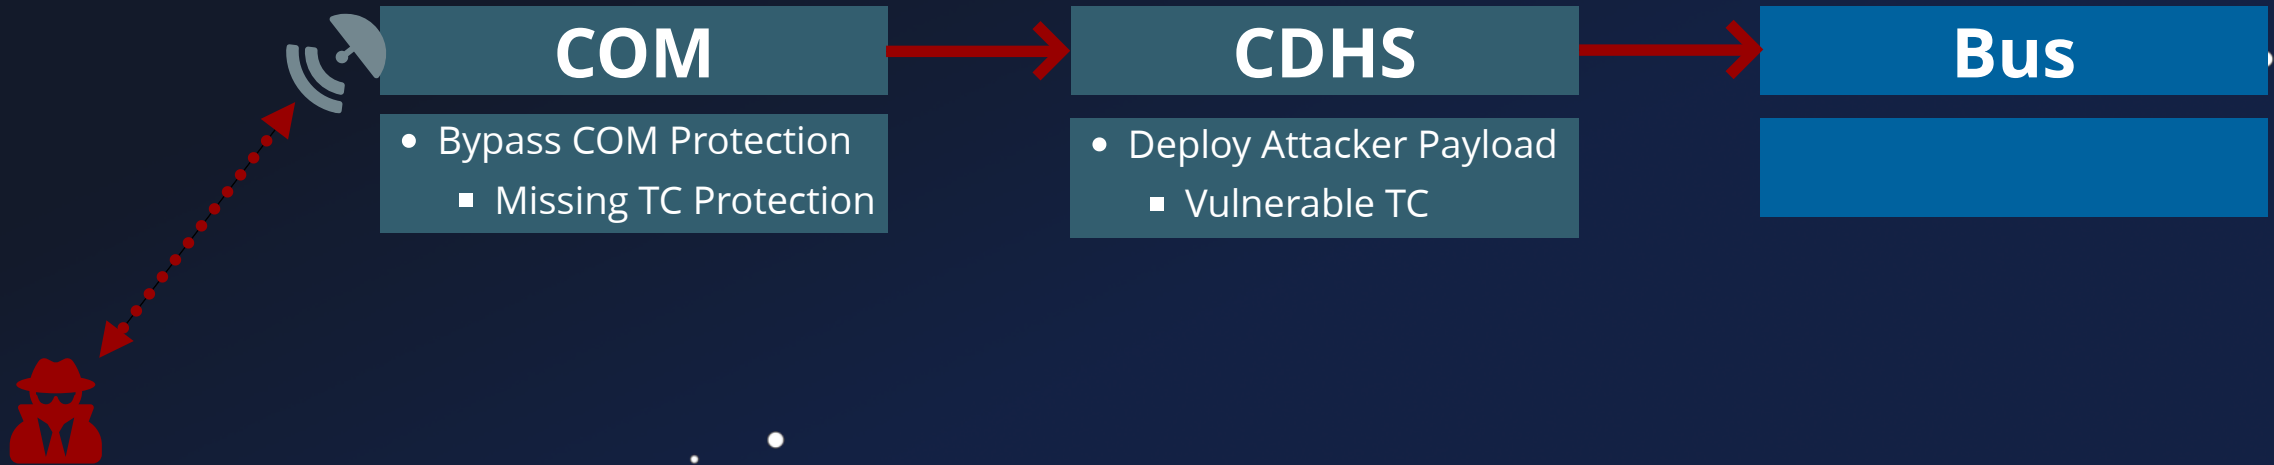 COM
Bypass COM Protection
Missing TC Protection
CDHS
Deploy Attacker Payload
Vulnerable TC
Bus